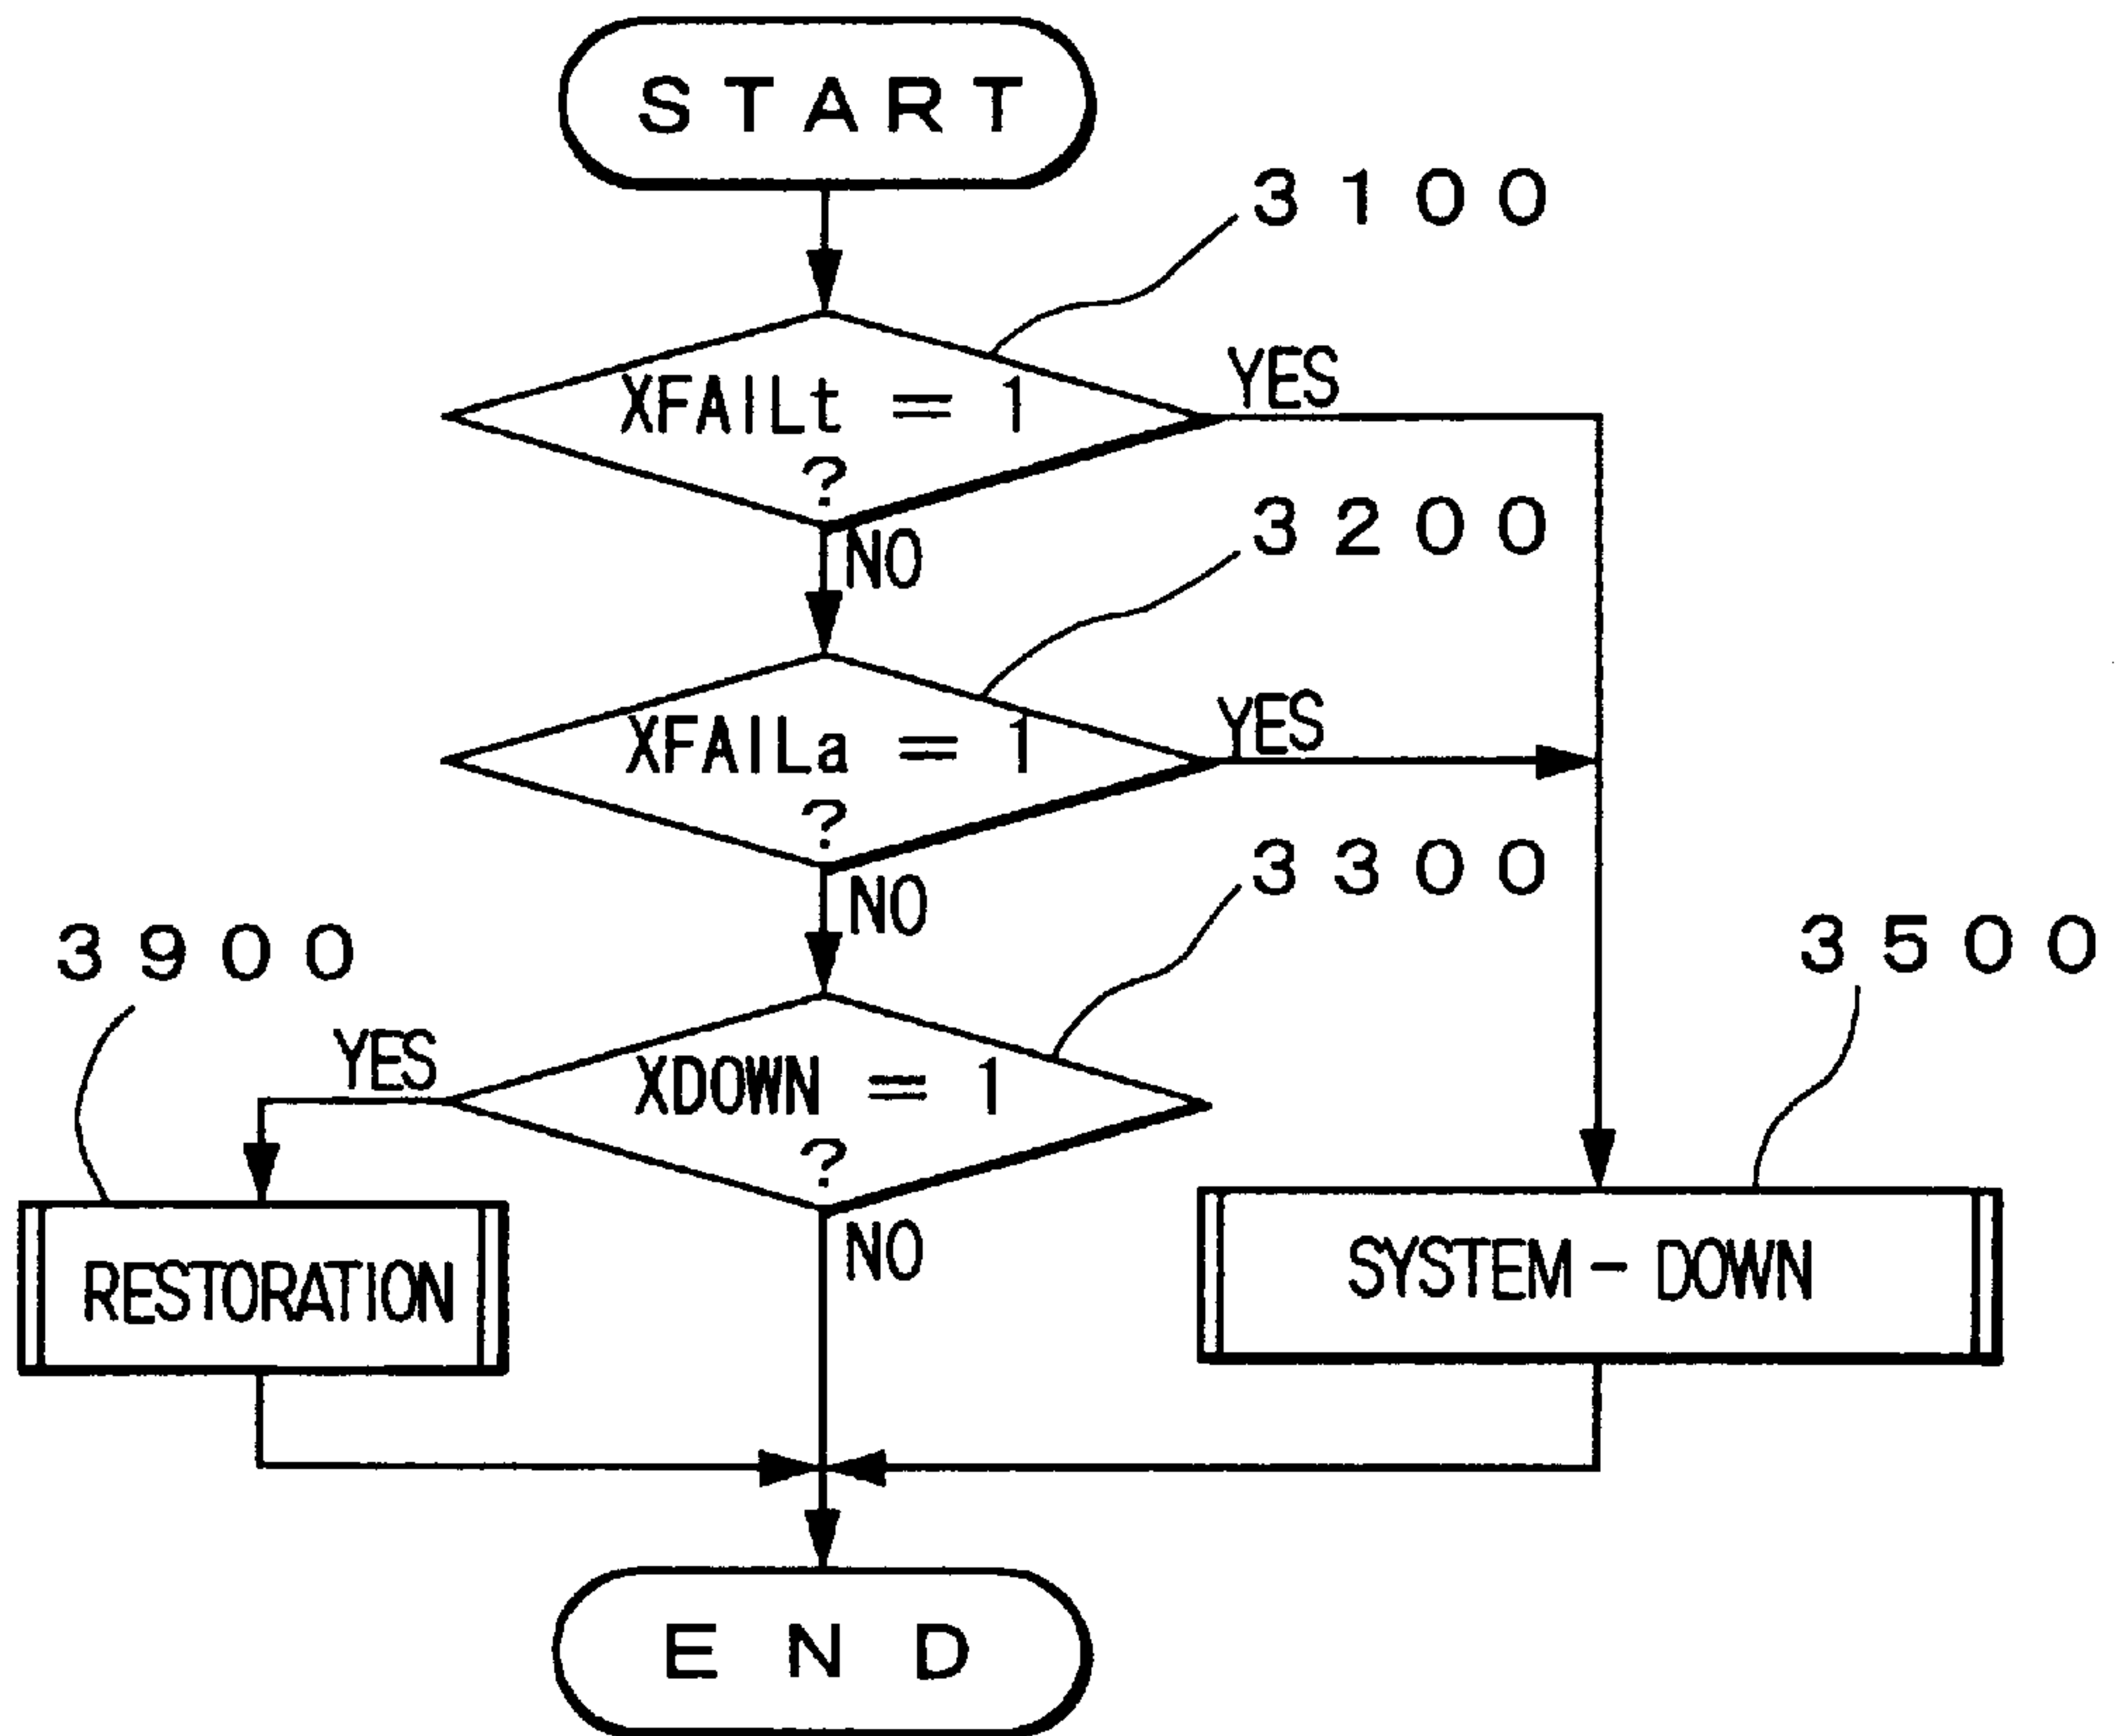 START
3100
XFAILt = 1
?
YES
NO
3200
XFAILa = 1
?
YES
NO
3300
3900
3500
YES
XDOWN = 1
?
NO
RESTORATION
SYSTEM-DOWN
END